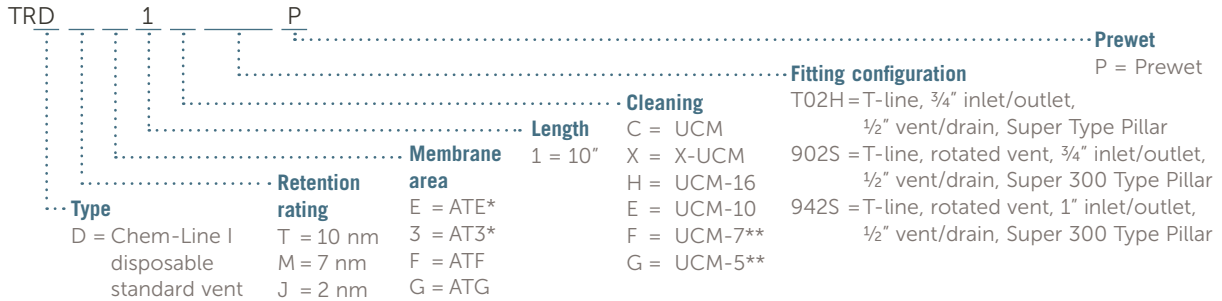 TRD 1 P
Prewet
P = Prewet
Fitting configuration
T02H = T-line, ¾″ inlet/outlet,
½″ vent/drain, Super Type Pillar
902S = T-line, rotated vent, ¾″ inlet/outlet,
½″ vent/drain, Super 300 Type Pillar
942S = T-line, rotated vent, 1″ inlet/outlet,
½″ vent/drain, Super 300 Type Pillar
Cleaning
C = UCM
X = X-UCM
H = UCM-16
E = UCM-10
F = UCM-7**
G = UCM-5**
Length
1 = 10″
Membrane
area
E = ATE*
3 = AT3*
F = ATF
G = ATG
Retention
rating
T = 10 nm
M = 7 nm
J = 2 nm
Type
D = Chem-Line I
disposable
standard vent